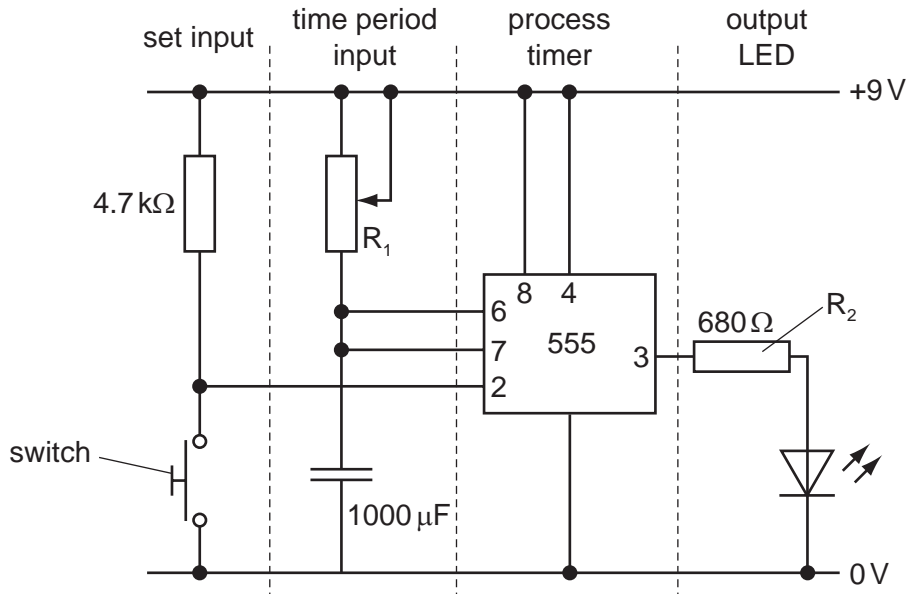 set input
time period
input
process
timer
output
LED
+9 V
4.7 kΩ
R1
8 4
6
7
2
555
3
680 Ω
R2
switch
1000 μF
0 V